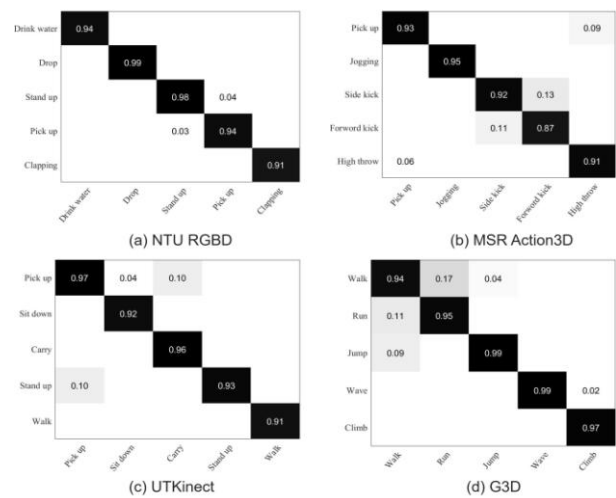 Drink water 0.94
Drop 0.99
Stand up 0.98 0.04
Pick up 0.03 0.94
Clapping 0.91
Drink water Drop Stand up Pick up Clapping
(a) NTU RGBD
Pick up 0.93 0.09
Jogging 0.95
Side kick 0.92 0.13
Forword kick 0.11 0.87
High throw 0.06 0.91
Pick up Jogging Side kick Forword kick High throw
(b) MSR Action3D
Pick up 0.97 0.04 0.10
Sit down 0.92
Carry 0.96
Stand up 0.10 0.93
Walk 0.91
Pick up Sit down Carry Stand up Walk
(c) UTKinect
Walk 0.94 0.17 0.04
Run 0.11 0.95
Jump 0.09 0.99
Wave 0.99 0.02
Climb 0.97
Walk Run Jump Wave Climb
(d) G3D